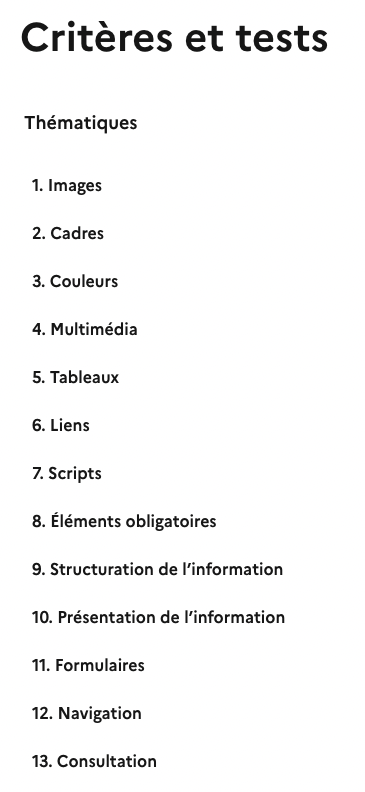 Critères et tests
Thématiques
1. Images
2. Cadres
3. Couleurs
4. Multimédia
5. Tableaux
6. Liens
7. Scripts
8. Éléments obligatoires
9. Structuration de l’information
10. Présentation de l’information
11. Formulaires
12. Navigation
13. Consultation